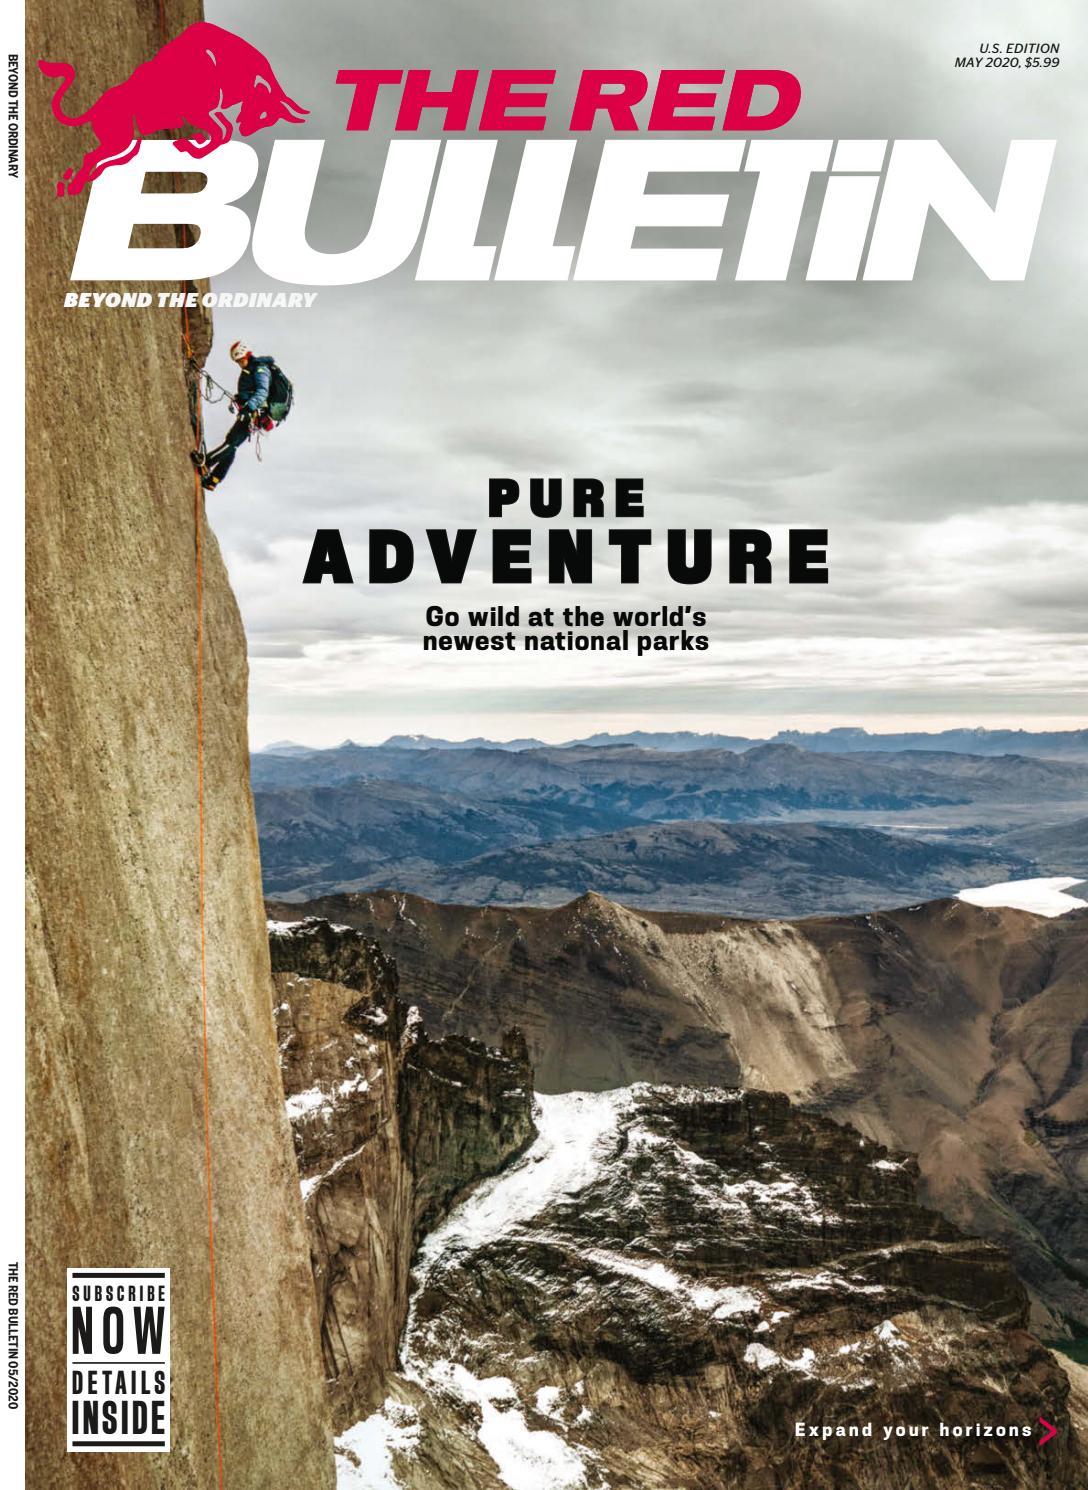 BEYOND THE ORDINARY
U.S. EDITION
MAY 2020, $5.99
THE RED
BULLETiN
BEYOND THE ORDINARY
PURE
ADVENTURE
Go wild at the world's
newest national parks
THE RED BULLETIN 05/2020
SUBSCRIBE
NOW
DETAILS
INSIDE
Expand your horizons